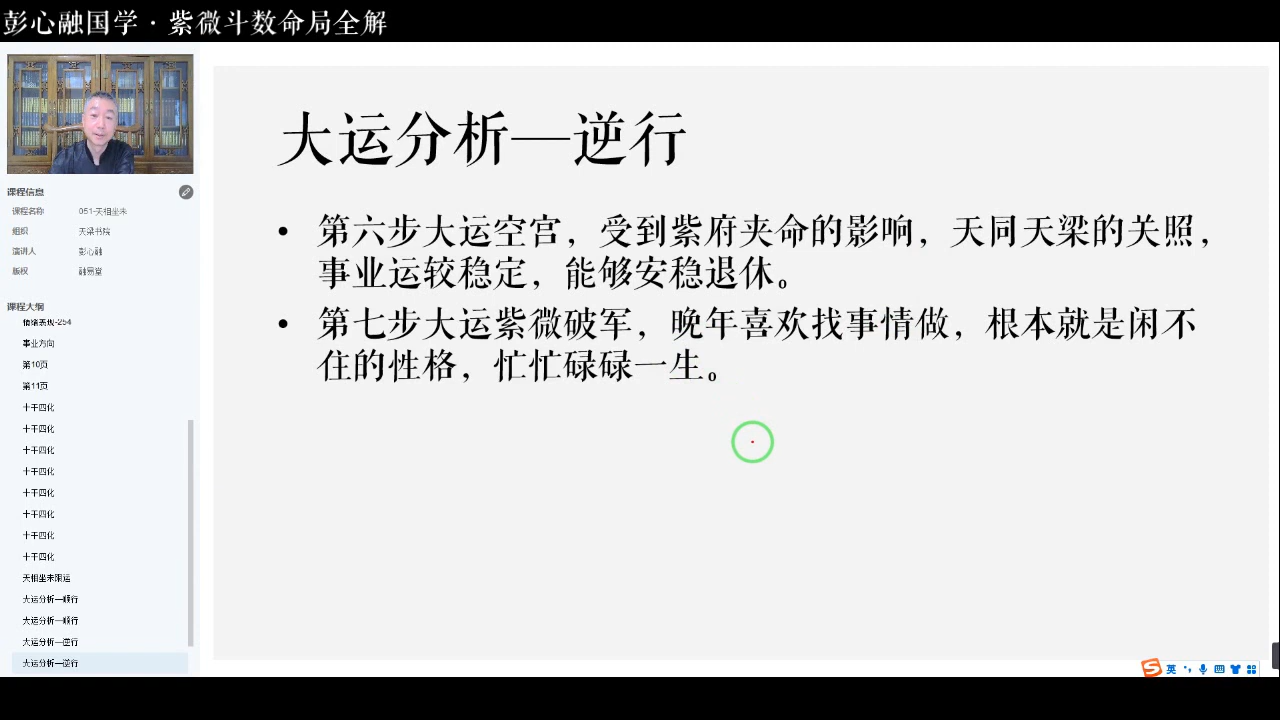 彭心融国学·紫微斗数命局全解
课程信息
课程名称 051-天相坐未
组织 天梁书院
演讲人 彭心融
版权 融易堂
课程大纲
事业方向
第10页
第11页
十干四化
十干四化
十干四化
十干四化
十干四化
十干四化
十干四化
十干四化
天相坐未限运
大运分析—顺行
大运分析—顺行
大运分析—逆行
大运分析—逆行
大运分析—逆行
• 第六步大运空宫，受到紫府夹命的影响，天同天梁的关照，
事业运较稳定，能够安稳退休。
• 第七步大运紫微破军，晚年喜欢找事情做，根本就是闲不
住的性格，忙忙碌碌一生。
英